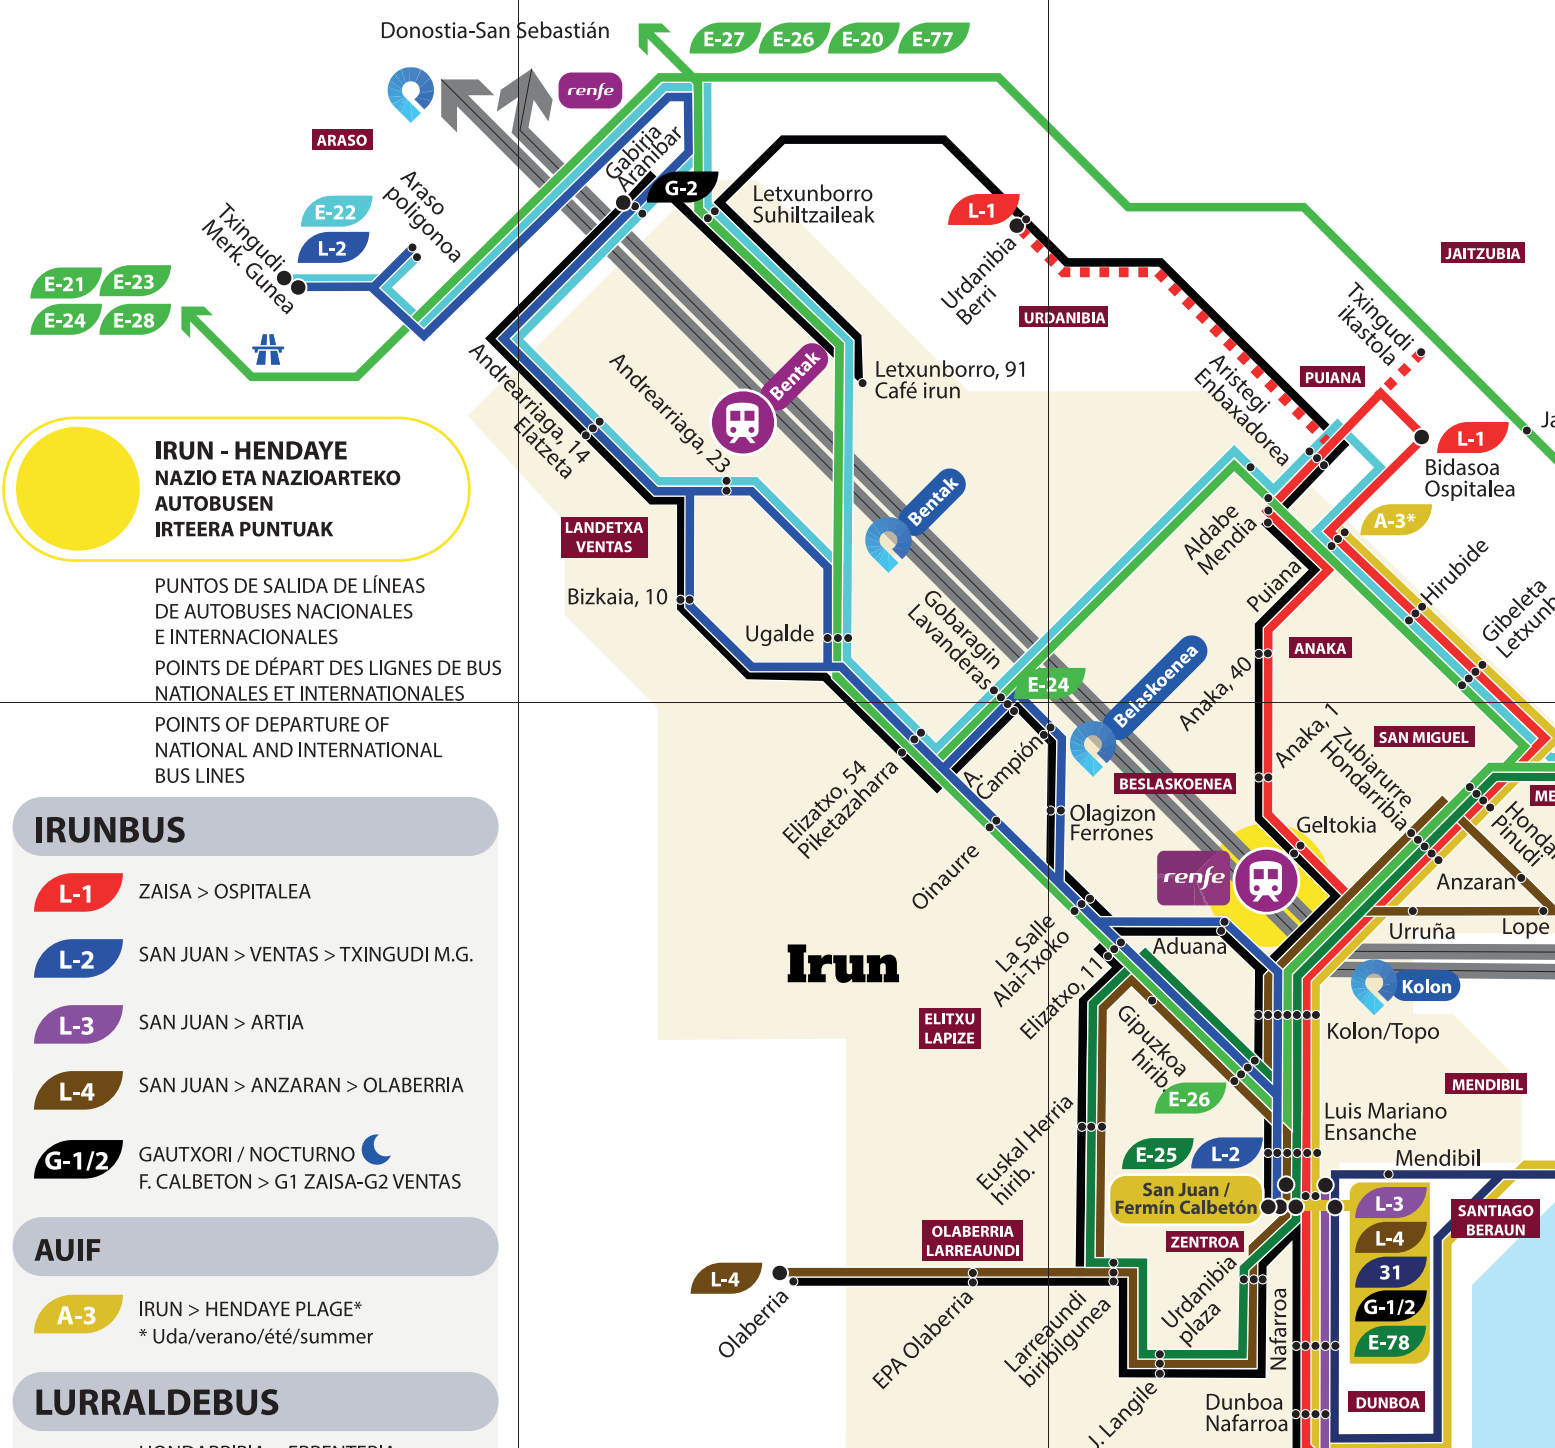 Donostia-San Sebastián
E-27
E-26
E-20
E-77
renfe
ARASO
Gabiria
Aranibar
G-2
Letxunborro
Suhiltzaileak
Araso
poligonoa
E-22
L-2
Txingudi
Merk. Gunea
E-21
E-23
E-24
E-28
L-1
Urdanibia
Berri
URDANIBIA
JAITZUBIA
Txingudi
ikastola
Aristegi
Enbaxadorea
PUIANA
L-1
Bidasoa
Ospitalea
A-3*
Andrearriaga, 14
Elatzeta
Andrearriaga, 23
Bentak
Letxunborro, 91
Café irun
Bentak
LANDETXA
VENTAS
Aldabe
Mendia
Puiana
Hirubide
Gibeleta
Bizkaia, 10
Ugalde
Gobaragin
Lavanderas
E-24
ANAKA
Anaka, 40
Anaka, 1
Belaskoenea
SAN MIGUEL
Zubiarurre
Hondarribia
BESLASKOENEA
A.
Campión
Elizatxo, 54
Piketazaharra
Olagizon
Ferrones
Oinaurre
Geltokia
renfe
Pinudi
Anzaran
Urruña
Lope
La Salle
Alai-Txoko
Aduana
Elizatxo, 11
Irun
ELITXU
LAPIZE
Gipuzkoa
hirib.
Kolon
Kolon/Topo
MENDIBIL
E-26
E-25
L-2
Luis Mariano
Ensanche
Mendibil
Euskal Herria
hirib.
San Juan /
Fermín Calbetón
L-3
L-4
31
G-1/2
E-78
SANTIAGO
BERAUN
OLABERRIA
LARREAUNDI
ZENTROA
L-4
Olaberria
EPA Olaberria
Larreaundi
biribilgunea
Urdanibia
plaza
J. Langile
Nafarroa
Dunboa
Nafarroa
DUNBOA
IRUN - HENDAYE
NAZIO ETA NAZIOARTEKO
AUTOBUSEN
IRTEERA PUNTUAK
PUNTOS DE SALIDA DE LÍNEAS
DE AUTOBUSES NACIONALES
E INTERNACIONALES
POINTS DE DÉPART DES LIGNES DE BUS
NATIONALES ET INTERNATIONALES
POINTS OF DEPARTURE OF
NATIONAL AND INTERNATIONAL
BUS LINES
IRUNBUS
L-1 ZAISA > OSPITALEA
L-2 SAN JUAN > VENTAS > TXINGUDI M.G.
L-3 SAN JUAN > ARTIA
L-4 SAN JUAN > ANZARAN > OLABERRIA
G-1/2 GAUTXORI / NOCTURNO
F. CALBETON > G1 ZAISA-G2 VENTAS
AUIF
A-3 IRUN > HENDAYE PLAGE*
* Uda/verano/été/summer
LURRALDEBUS